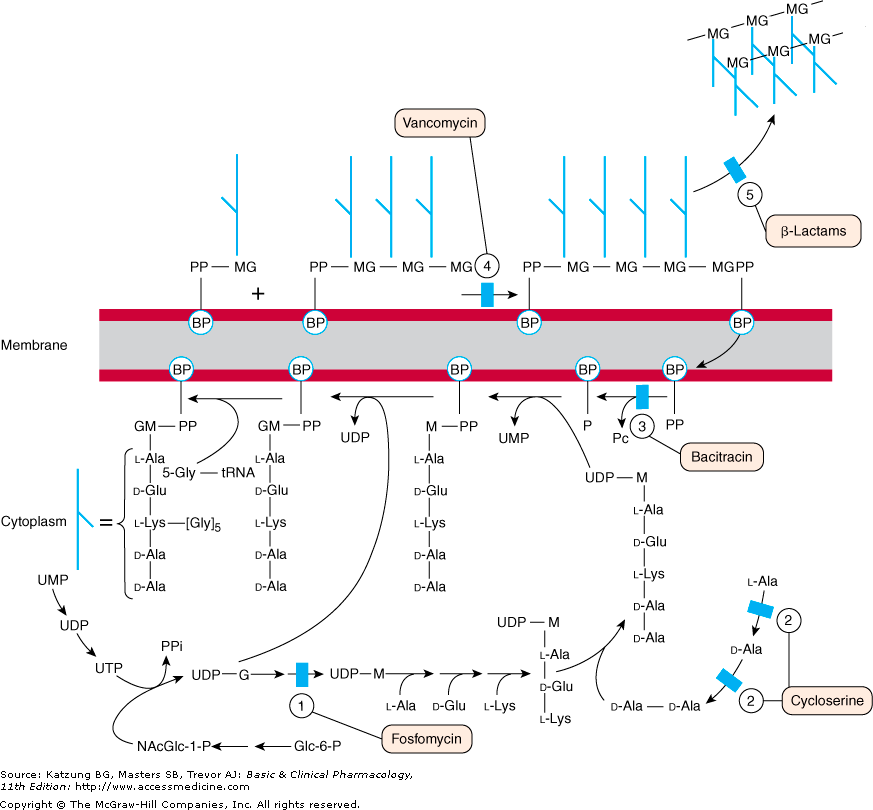 MG
MG
MG
MG
MG
MG
Vancomycin
5
β-Lactams
PP — MG
+
PP — MG — MG — MG
4
PP — MG — MG — MG — MGPP
BP
BP
BP
BP
Membrane
BP
BP
BP
BP
BP
GM — PP
GM — PP
UDP
M — PP
UMP
P
Pc
3
PP
Bacitracin
L-Ala
5-Gly — tRNA
D-Glu
L-Lys — [Gly]5
D-Ala
D-Ala
L-Ala
D-Glu
L-Lys
D-Ala
D-Ala
L-Ala
D-Glu
L-Lys
D-Ala
D-Ala
UDP — M
L-Ala
D-Glu
L-Lys
D-Ala
D-Ala
Cytoplasm
=
UMP
UDP
UTP
PPi
UDP — G
UDP — M
L-Ala
D-Glu
L-Lys
UDP — M
L-Ala
D-Glu
L-Lys
L-Ala
2
D-Ala
2
D-Ala — D-Ala
Cycloserine
1
Fosfomycin
NAcGlc-1-P
Glc-6-P
Source: Katzung BG, Masters SB, Trevor AJ: Basic & Clinical Pharmacology,
11th Edition: http://www.accessmedicine.com
Copyright © The McGraw-Hill Companies, Inc. All rights reserved.